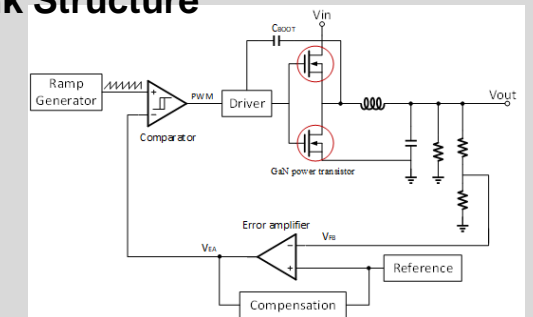 k Structure
Vin
CBOOT
Ramp
Generator
+
PWM
Driver
Vout
-
Comparator
GaN power transistor
Error amplifier
VEA
VFB
-
+
Reference
Compensation